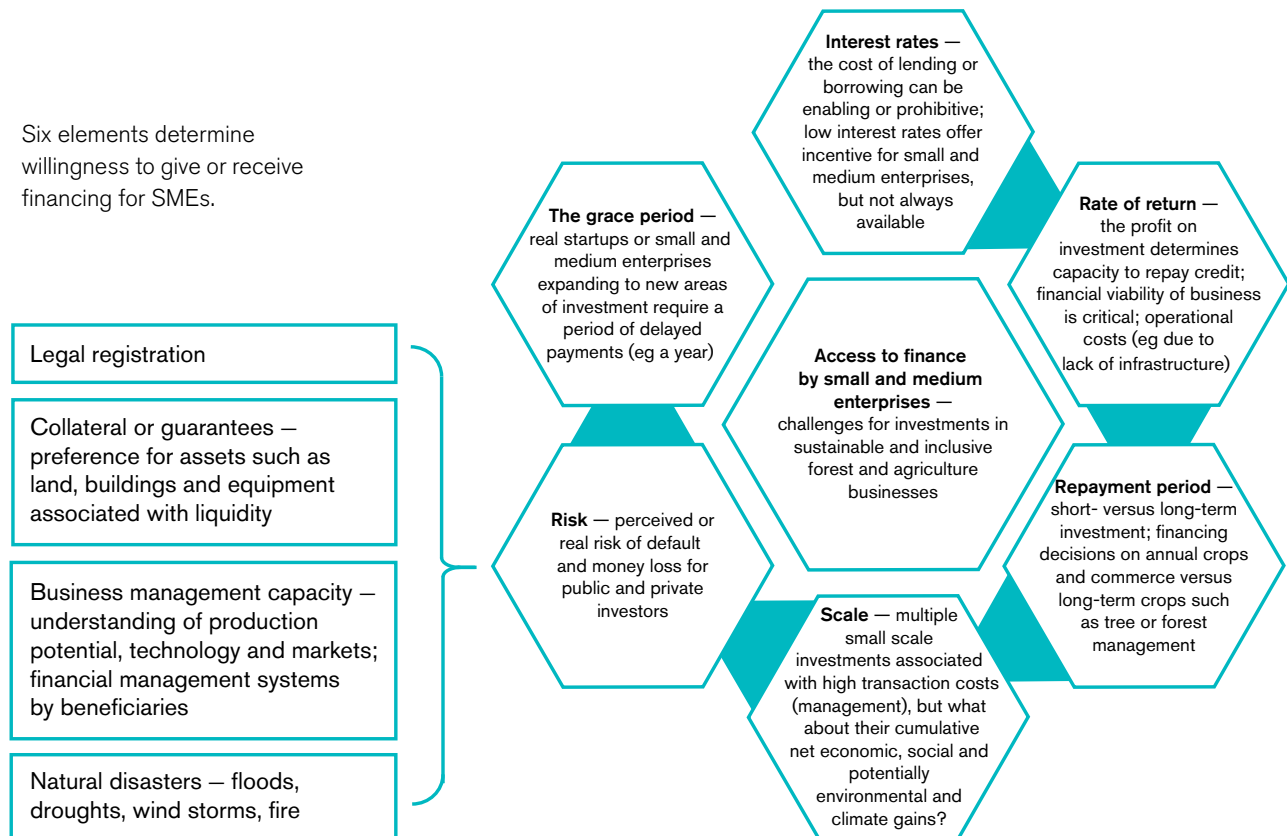 Six elements determine
willingness to give or receive
financing for SMEs.
Legal registration
Collateral or guarantees —
preference for assets such as
land, buildings and equipment
associated with liquidity
Business management capacity —
understanding of production
potential, technology and markets;
financial management systems
by beneficiaries
Natural disasters — floods,
droughts, wind storms, fire
Interest rates —
the cost of lending or
borrowing can be
enabling or prohibitive;
low interest rates offer
incentive for small and
medium enterprises,
but not always
available
The grace period —
real startups or small and
medium enterprises
expanding to new areas
of investment require a
period of delayed
payments (eg a year)
Rate of return —
the profit on
investment determines
capacity to repay credit;
financial viability of business
is critical; operational
costs (eg due to
lack of infrastructure)
Access to finance
by small and medium
enterprises —
challenges for investments in
sustainable and inclusive
forest and agriculture
businesses
Risk — perceived or
real risk of default
and money loss for
public and private
investors
Repayment period —
short- versus long-term
investment; financing
decisions on annual crops
and commerce versus
long-term crops such
as tree or forest
management
Scale — multiple
small scale
investments associated
with high transaction costs
(management), but what
about their cumulative
net economic, social and
potentially
environmental and
climate gains?